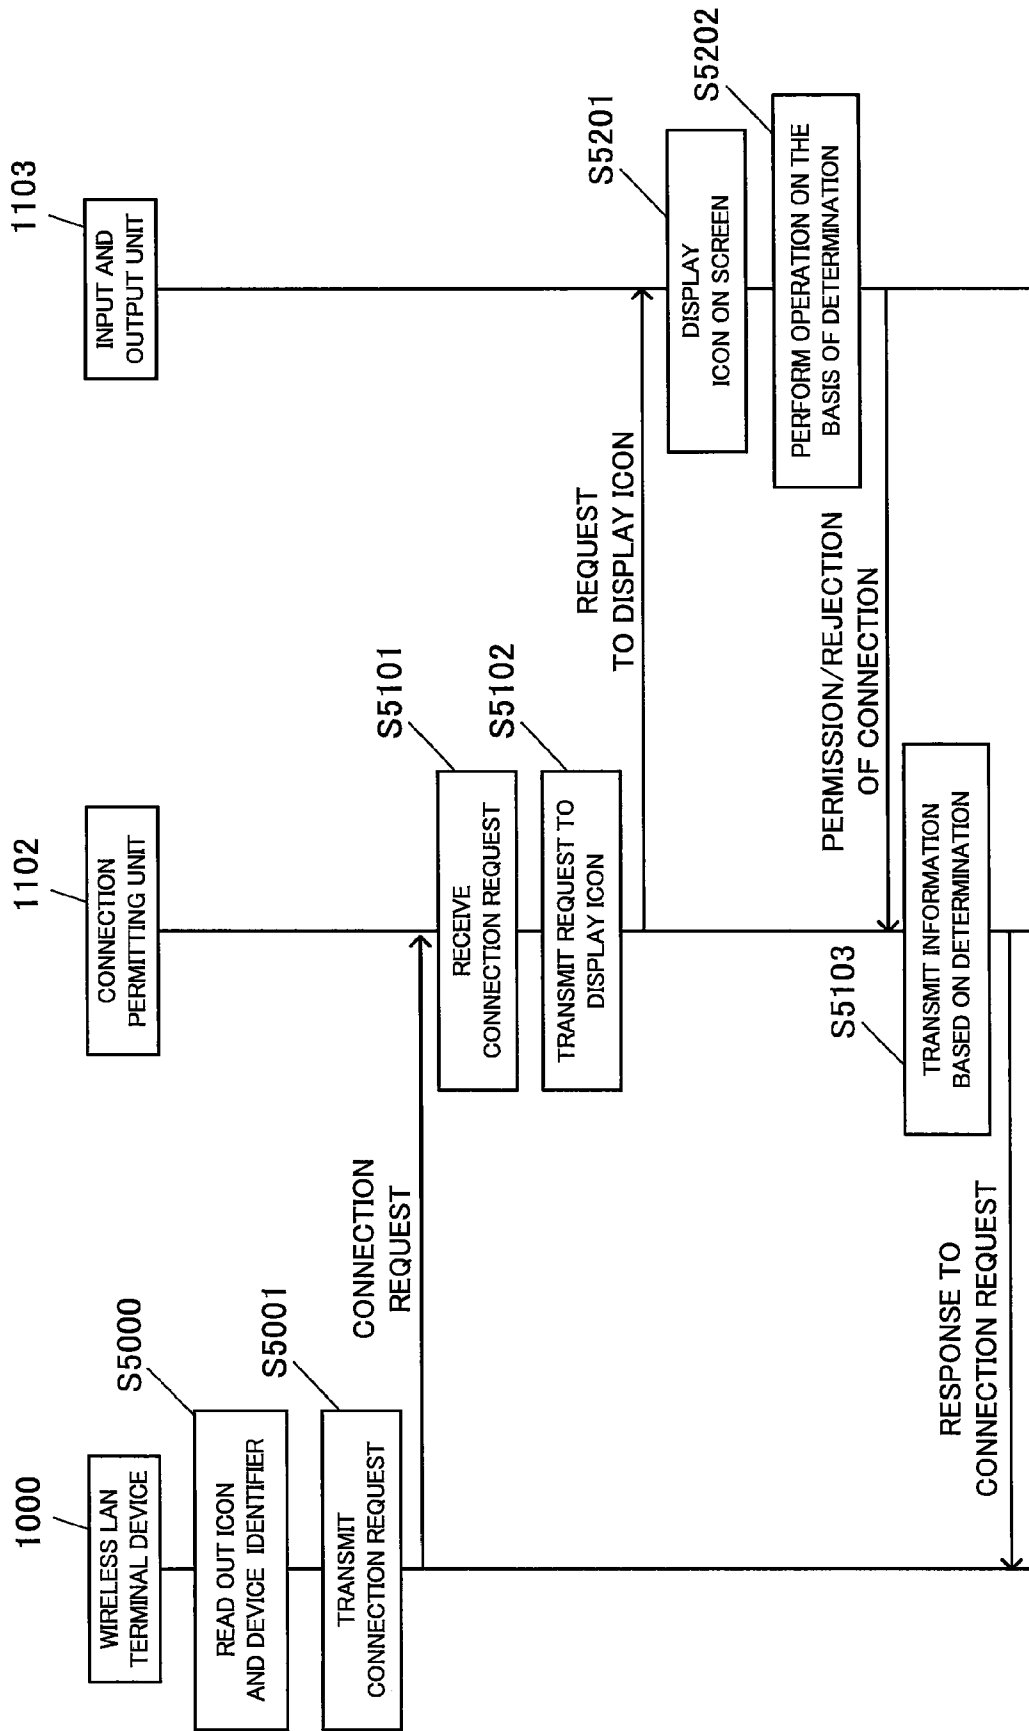 1000
WIRELESS LAN
TERMINAL DEVICE
1102
CONNECTION
PERMITTING UNIT
1103
INPUT AND
OUTPUT UNIT
S5000
READ OUT ICON
AND DEVICE IDENTIFIER
S5001
TRANSMIT
CONNECTION REQUEST
CONNECTION
REQUEST
S5101
RECEIVE
CONNECTION REQUEST
S5102
TRANSMIT REQUEST TO
DISPLAY ICON
REQUEST
TO DISPLAY ICON
S5201
DISPLAY
ICON ON SCREEN
S5202
PERFORM OPERATION ON THE
BASIS OF DETERMINATION
PERMISSION/REJECTION
OF CONNECTION
S5103
TRANSMIT INFORMATION
BASED ON DETERMINATION
RESPONSE TO
CONNECTION REQUEST